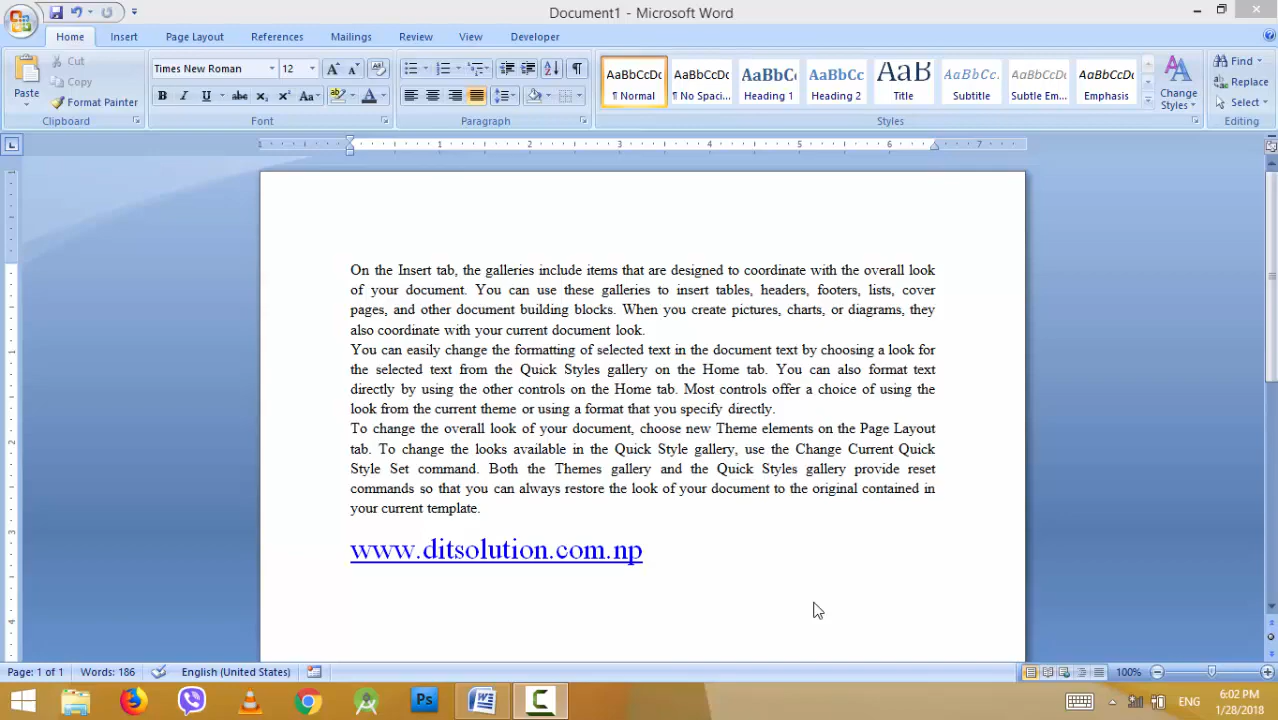 Document1 - Microsoft Word
Home Insert Page Layout References Mailings Review View Developer
Paste
Cut
Copy
Format Painter
Clipboard
Times New Roman 12
B I U abc x₂ x² Aa A
Font
Paragraph
AaBbCcDc AaBbCcDc AaBbC AaBbCc AaB AaBbCc. AaBbCcDc AaBbCcDc
¶ Normal ¶ No Spaci... Heading 1 Heading 2 Title Subtitle Subtle Em... Emphasis
Change Styles
Styles
Find
Replace
Select
Editing
1 1 2 3 4 5 6 7
On the Insert tab, the galleries include items that are designed to coordinate with the overall look
of your document. You can use these galleries to insert tables, headers, footers, lists, cover
pages, and other document building blocks. When you create pictures, charts, or diagrams, they
also coordinate with your current document look.
You can easily change the formatting of selected text in the document text by choosing a look for
the selected text from the Quick Styles gallery on the Home tab. You can also format text
directly by using the other controls on the Home tab. Most controls offer a choice of using the
look from the current theme or using a format that you specify directly.
To change the overall look of your document, choose new Theme elements on the Page Layout
tab. To change the looks available in the Quick Style gallery, use the Change Current Quick
Style Set command. Both the Themes gallery and the Quick Styles gallery provide reset
commands so that you can always restore the look of your document to the original contained in
your current template.
www.ditsolution.com.np
Page: 1 of 1 Words: 186 English (United States) 100%
Ps ENG 6:02 PM
1/28/2018